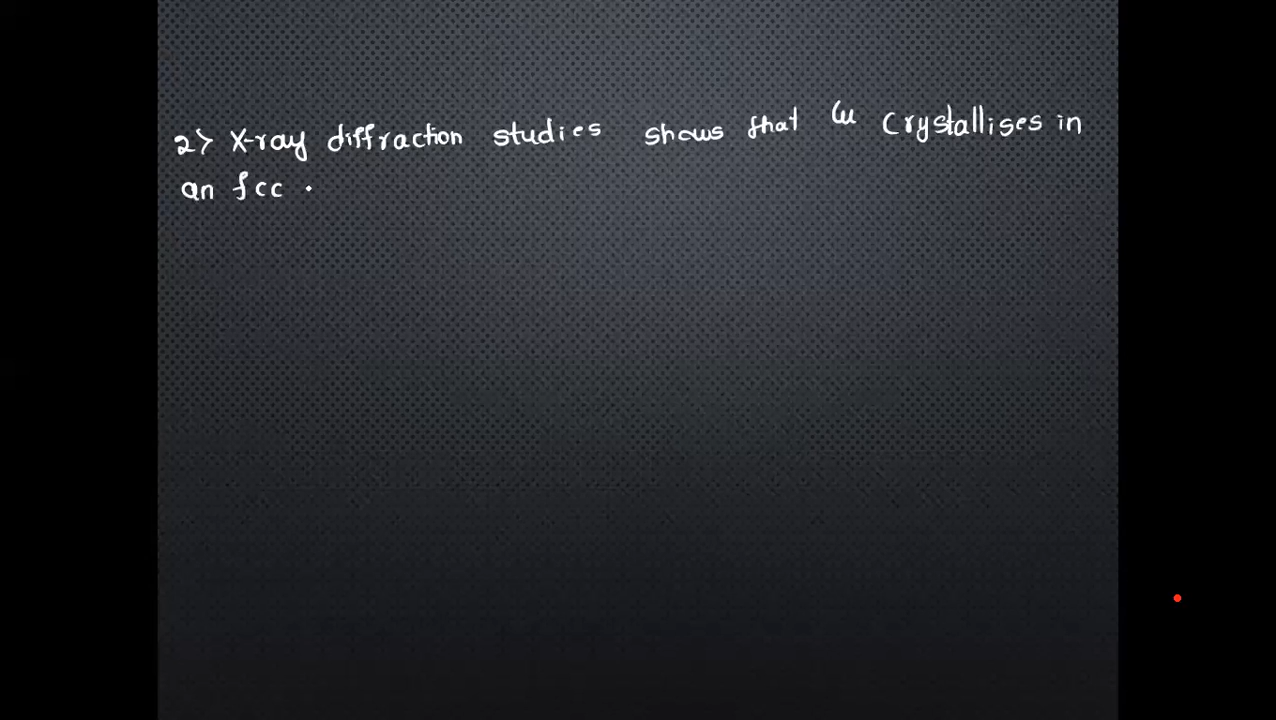 2> X-ray diffraction studies shows that Cu crystallises in
an fcc .